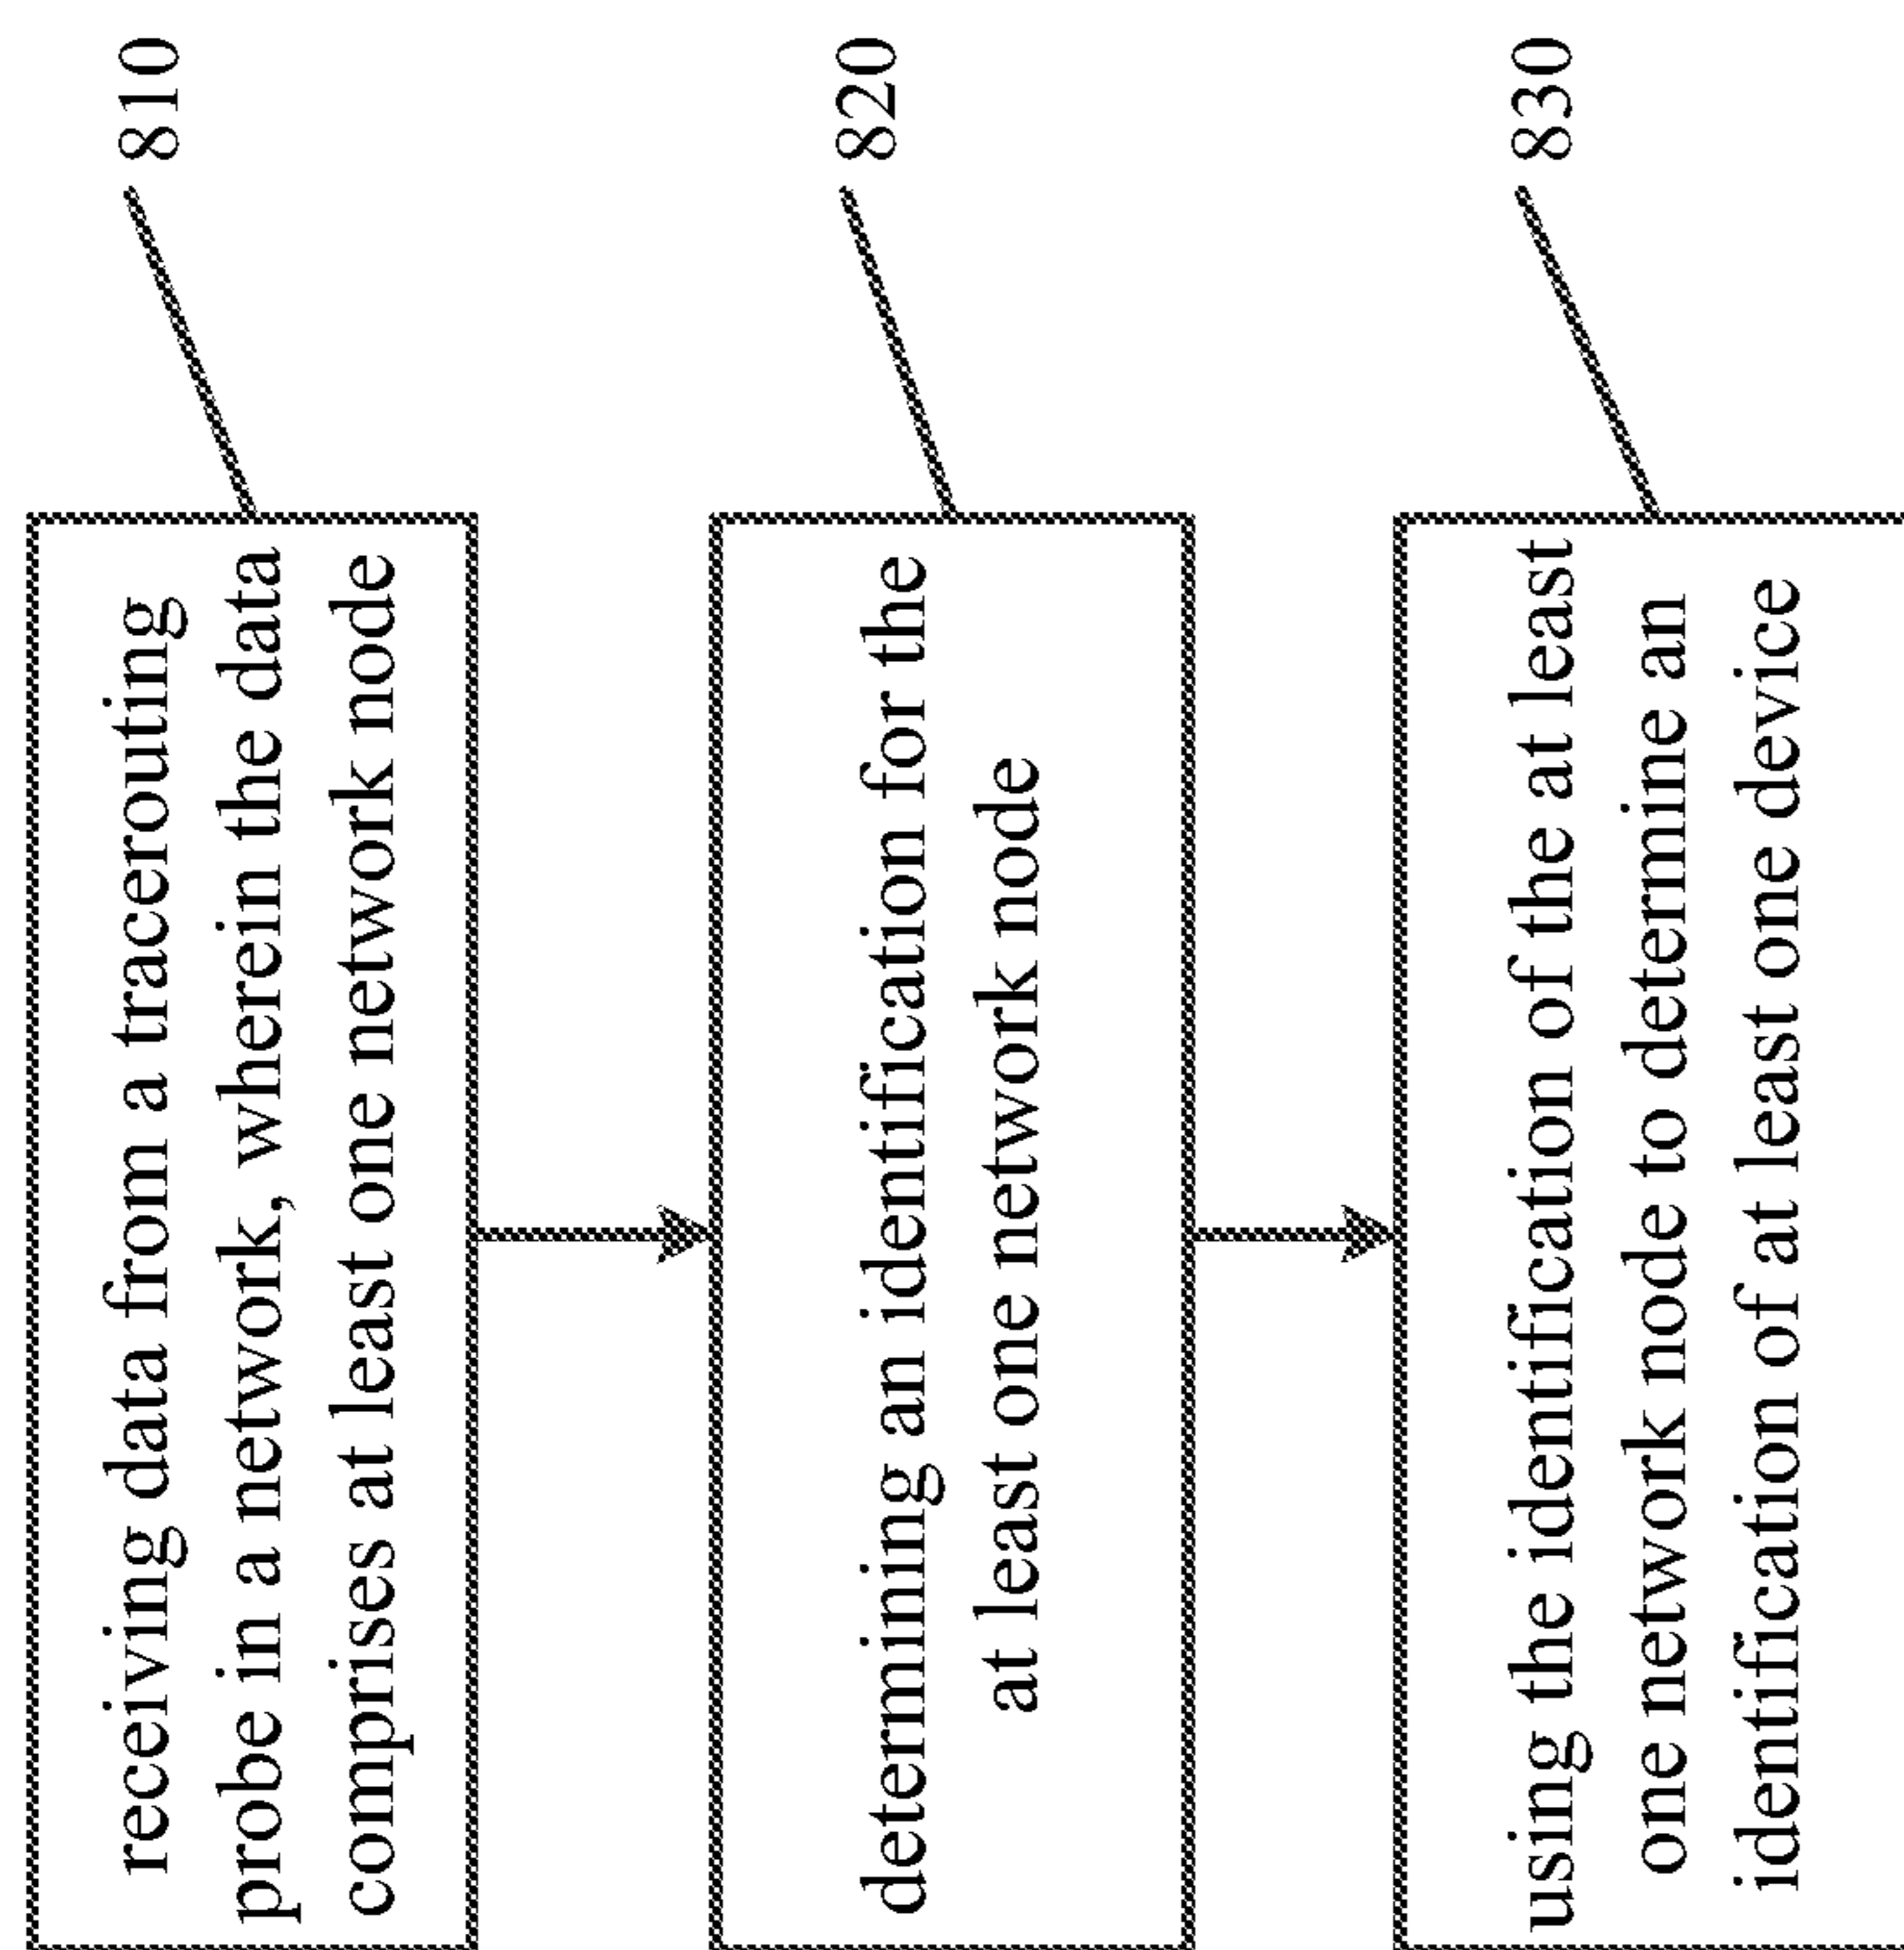 receiving data from a tracerouting
probe in a network, wherein the data
comprises at least one network node
810
determining an identification for the
at least one network node
820
using the identification of the at least
one network node to determine an
identification of at least one device
830